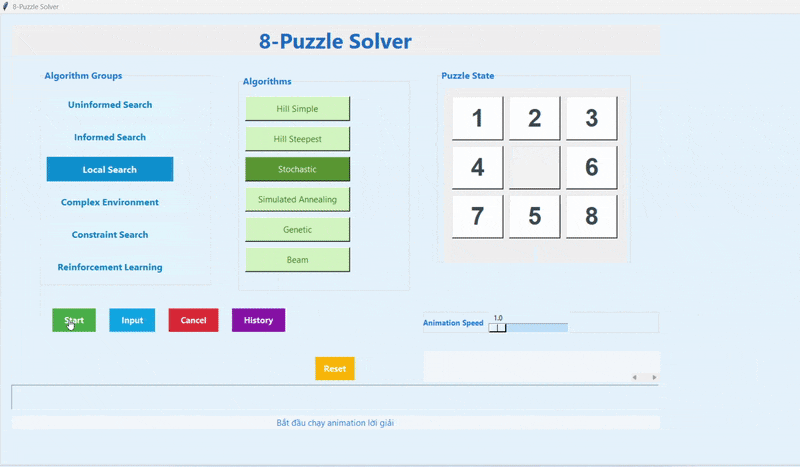 8-Puzzle Solver
8-Puzzle Solver
Algorithm Groups
Uninformed Search
Informed Search
Local Search
Complex Environment
Constraint Search
Reinforcement Learning
Algorithms
Hill Simple
Hill Steepest
Stochastic
Simulated Annealing
Genetic
Beam
Puzzle State
1 2 3
4 6
7 5 8
Start Input Cancel History
Animation Speed 1.0
Reset
Bắt đầu chạy animation lời giải